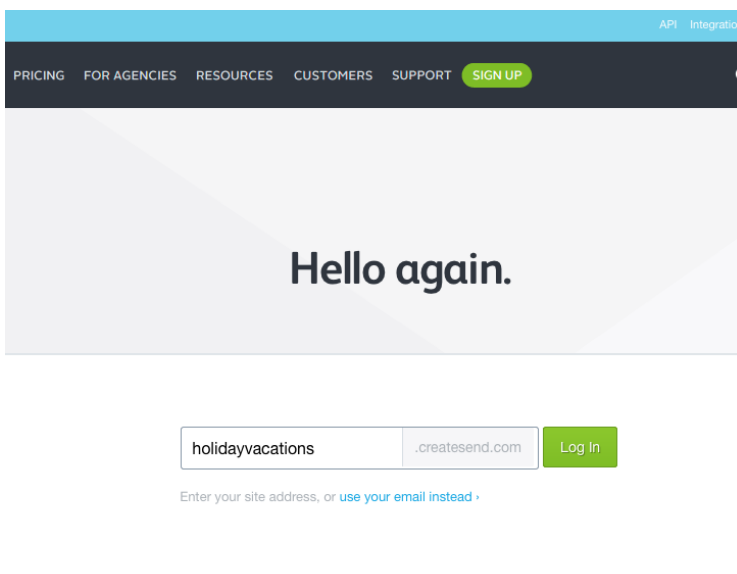 API Integratio
PRICING FOR AGENCIES RESOURCES CUSTOMERS SUPPORT SIGN UP
Hello again.
holidayvacations .createsend.com Log In
Enter your site address, or use your email instead ›